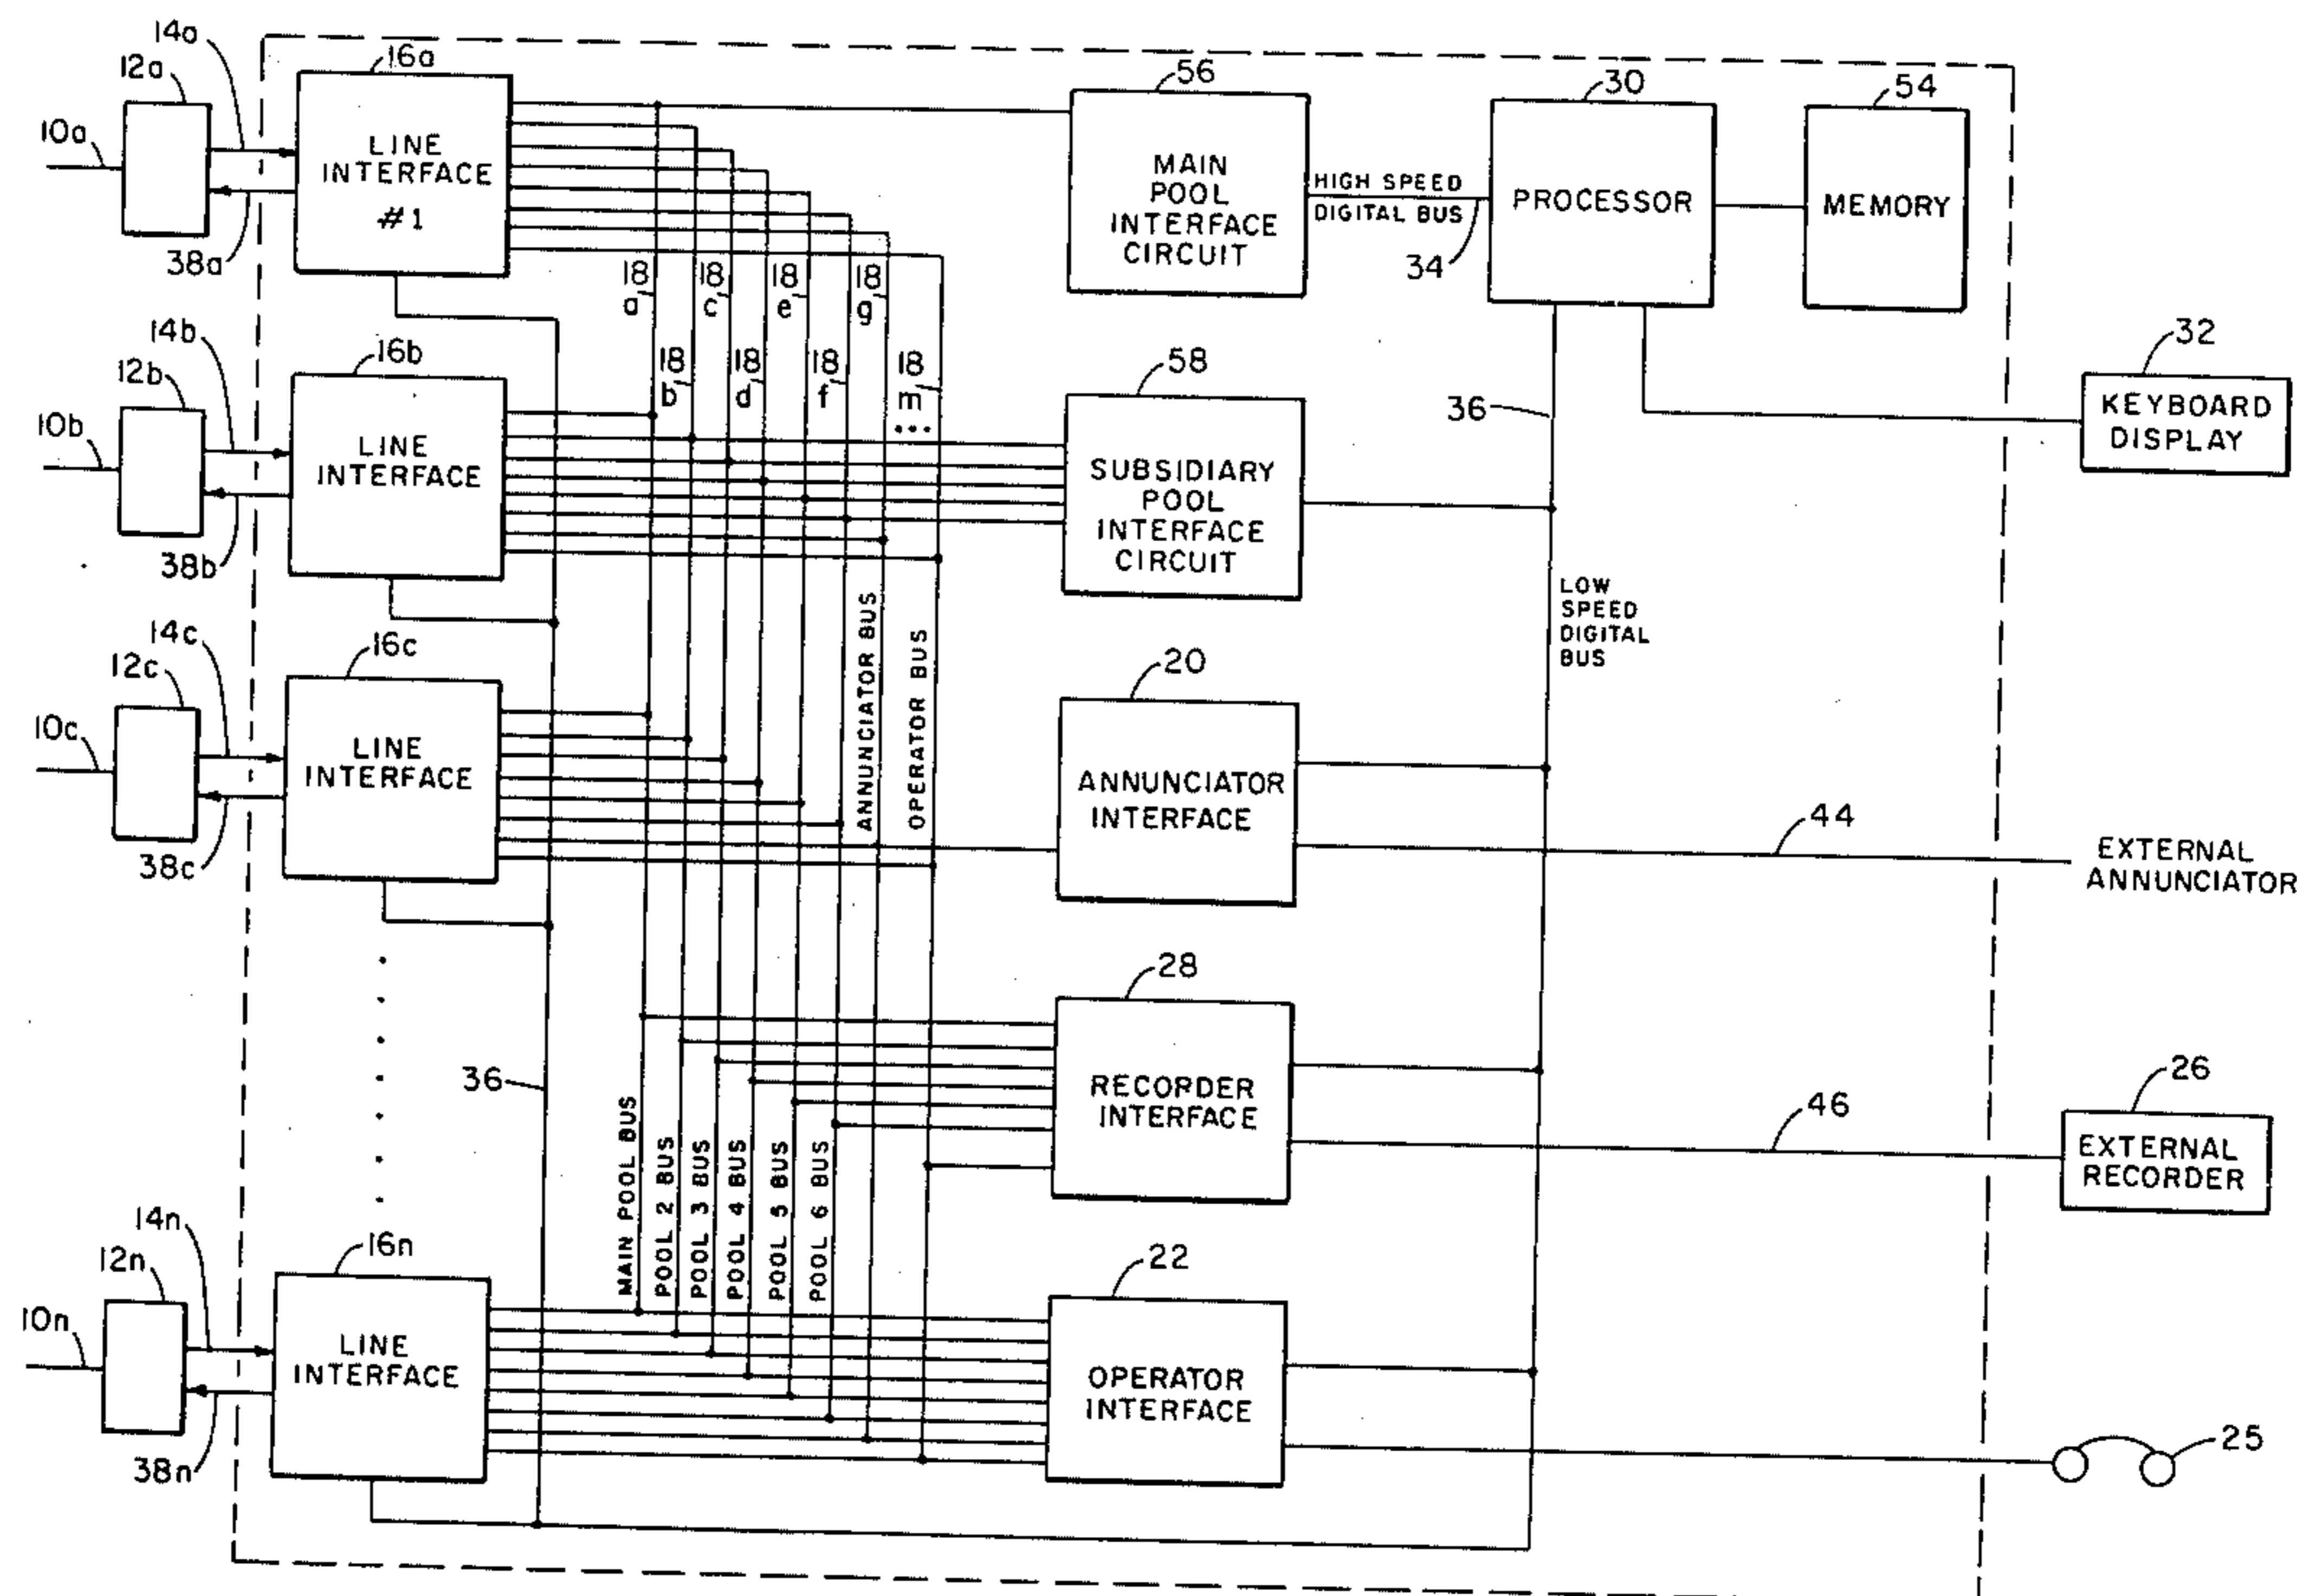 14a
12a
10a
38a
16a
LINE
INTERFACE
#1
56
MAIN
POOL
INTERFACE
CIRCUIT
HIGH SPEED
DIGITAL BUS
34
30
PROCESSOR
54
MEMORY
18
a
18
c
18
e
18
g
18
b
18
d
18
f
18
m
...
14b
12b
10b
38b
16b
LINE
INTERFACE
58
SUBSIDIARY
POOL
INTERFACE
CIRCUIT
36
32
KEYBOARD
DISPLAY
LOW
SPEED
DIGITAL
BUS
ANNUNCIATOR BUS
OPERATOR BUS
14c
12c
10c
38c
16c
LINE
INTERFACE
20
ANNUNCIATOR
INTERFACE
44
EXTERNAL
ANNUNCIATOR
36
28
RECORDER
INTERFACE
46
26
EXTERNAL
RECORDER
MAIN POOL BUS
POOL 2 BUS
POOL 3 BUS
POOL 4 BUS
POOL 5 BUS
POOL 6 BUS
14n
12n
10n
38n
16n
LINE
INTERFACE
22
OPERATOR
INTERFACE
25